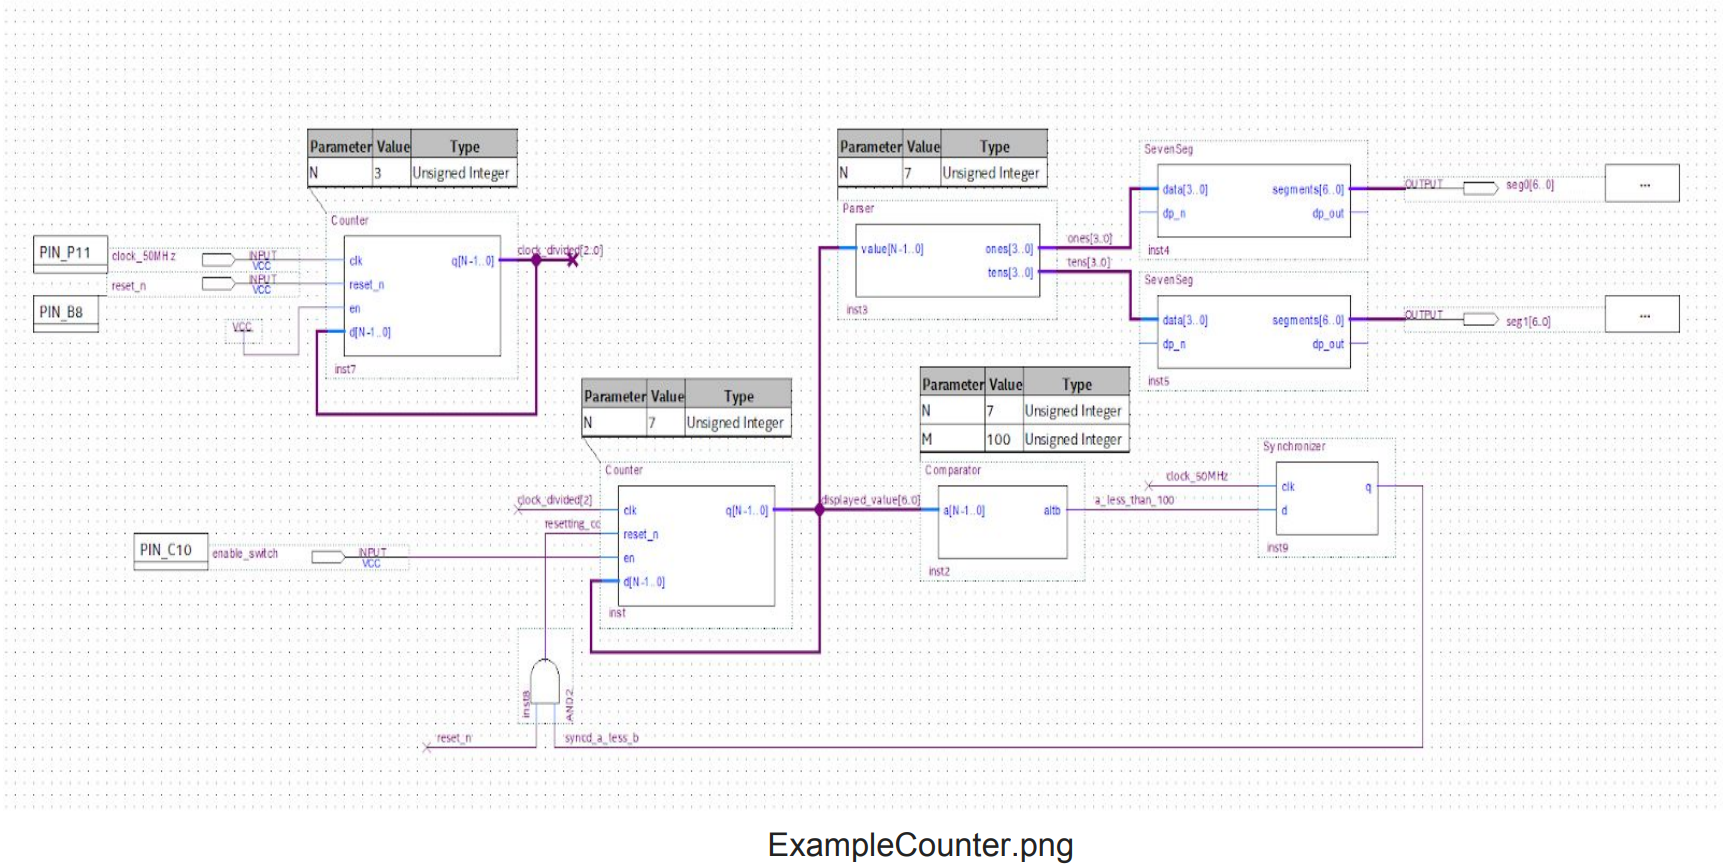 Parameter Value Type
N 3 Unsigned Integer
Counter
PIN_P11
clock_50MHz
INPUT
VCC
clk
q[N-1..0]
clock_divided[2..0]
reset_n
INPUT
VCC
reset_n
PIN_B8
en
VCC
d[N-1..0]
inst7
Parameter Value Type
N 7 Unsigned Integer
Parser
value[N-1..0]
ones[3..0]
ones[3..0]
tens[3..0]
tens[3..0]
inst3
SevenSeg
data[3..0]
segments[6..0]
OUTPUT
seg0[6..0]
...
dp_n
dp_out
inst4
SevenSeg
data[3..0]
segments[6..0]
OUTPUT
seg1[6..0]
...
dp_n
dp_out
inst5
Parameter Value Type
N 7 Unsigned Integer
Counter
clock_divided[2]
clk
q[N-1..0]
displayed_value[6..0]
resetting_co
reset_n
PIN_C10
enable_switch
INPUT
VCC
en
d[N-1..0]
inst
Parameter Value Type
N 7 Unsigned Integer
M 100 Unsigned Integer
Comparator
a[N-1..0]
altb
a_less_than_100
inst2
Synchronizer
clock_50MHz
clk
q
d
inst9
inst8
AND2
reset_n
syncd_a_less_b
ExampleCounter.png